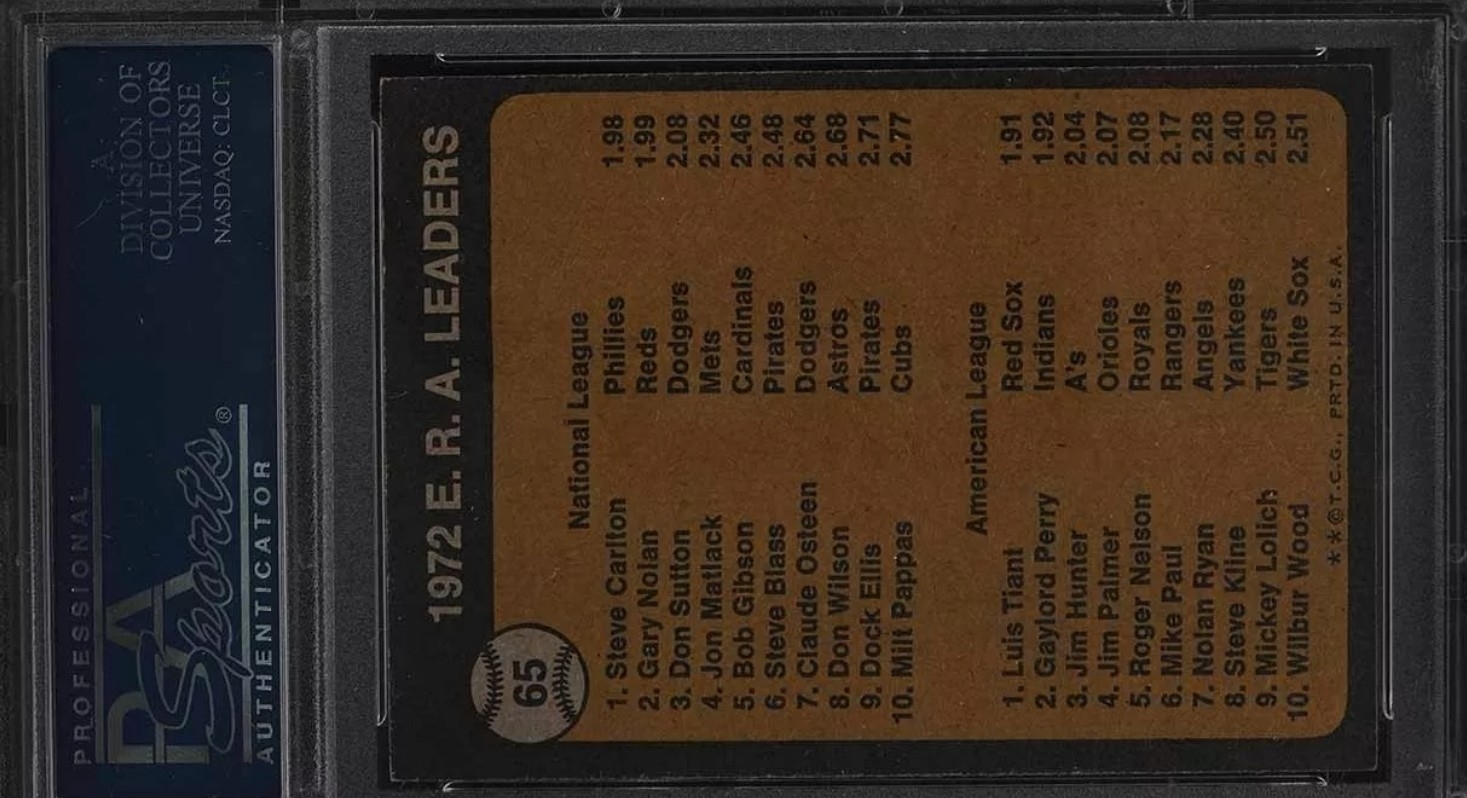 PROFESSIONAL
PSA
Sports®
AUTHENTICATOR
A
DIVISION OF
COLLECTORS
UNIVERSE
NASDAQ: CLCT
65
1972 E. R. A. LEADERS
National League
1. Steve Carlton Phillies 1.98
2. Gary Nolan Reds 1.99
3. Don Sutton Dodgers 2.08
4. Jon Matlack Mets 2.32
5. Bob Gibson Cardinals 2.46
6. Steve Blass Pirates 2.48
7. Claude Osteen Dodgers 2.64
8. Don Wilson Astros 2.68
9. Dock Ellis Pirates 2.71
10. Milt Pappas Cubs 2.77
American League
1. Luis Tiant Red Sox 1.91
2. Gaylord Perry Indians 1.92
3. Jim Hunter A's 2.04
4. Jim Palmer Orioles 2.07
5. Roger Nelson Royals 2.08
6. Mike Paul Rangers 2.17
7. Nolan Ryan Angels 2.28
8. Steve Kline Yankees 2.40
9. Mickey Lolich Tigers 2.50
10. Wilbur Wood White Sox 2.51
**©T.C.G., PRTD. IN U.S.A.